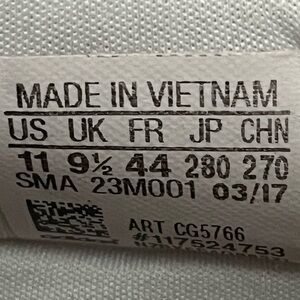 MADE IN VIETNAM
US UK FR JP CHN
11 9½ 44 280 270
SMA 23M001 03/17
ART CG5766
#117524753